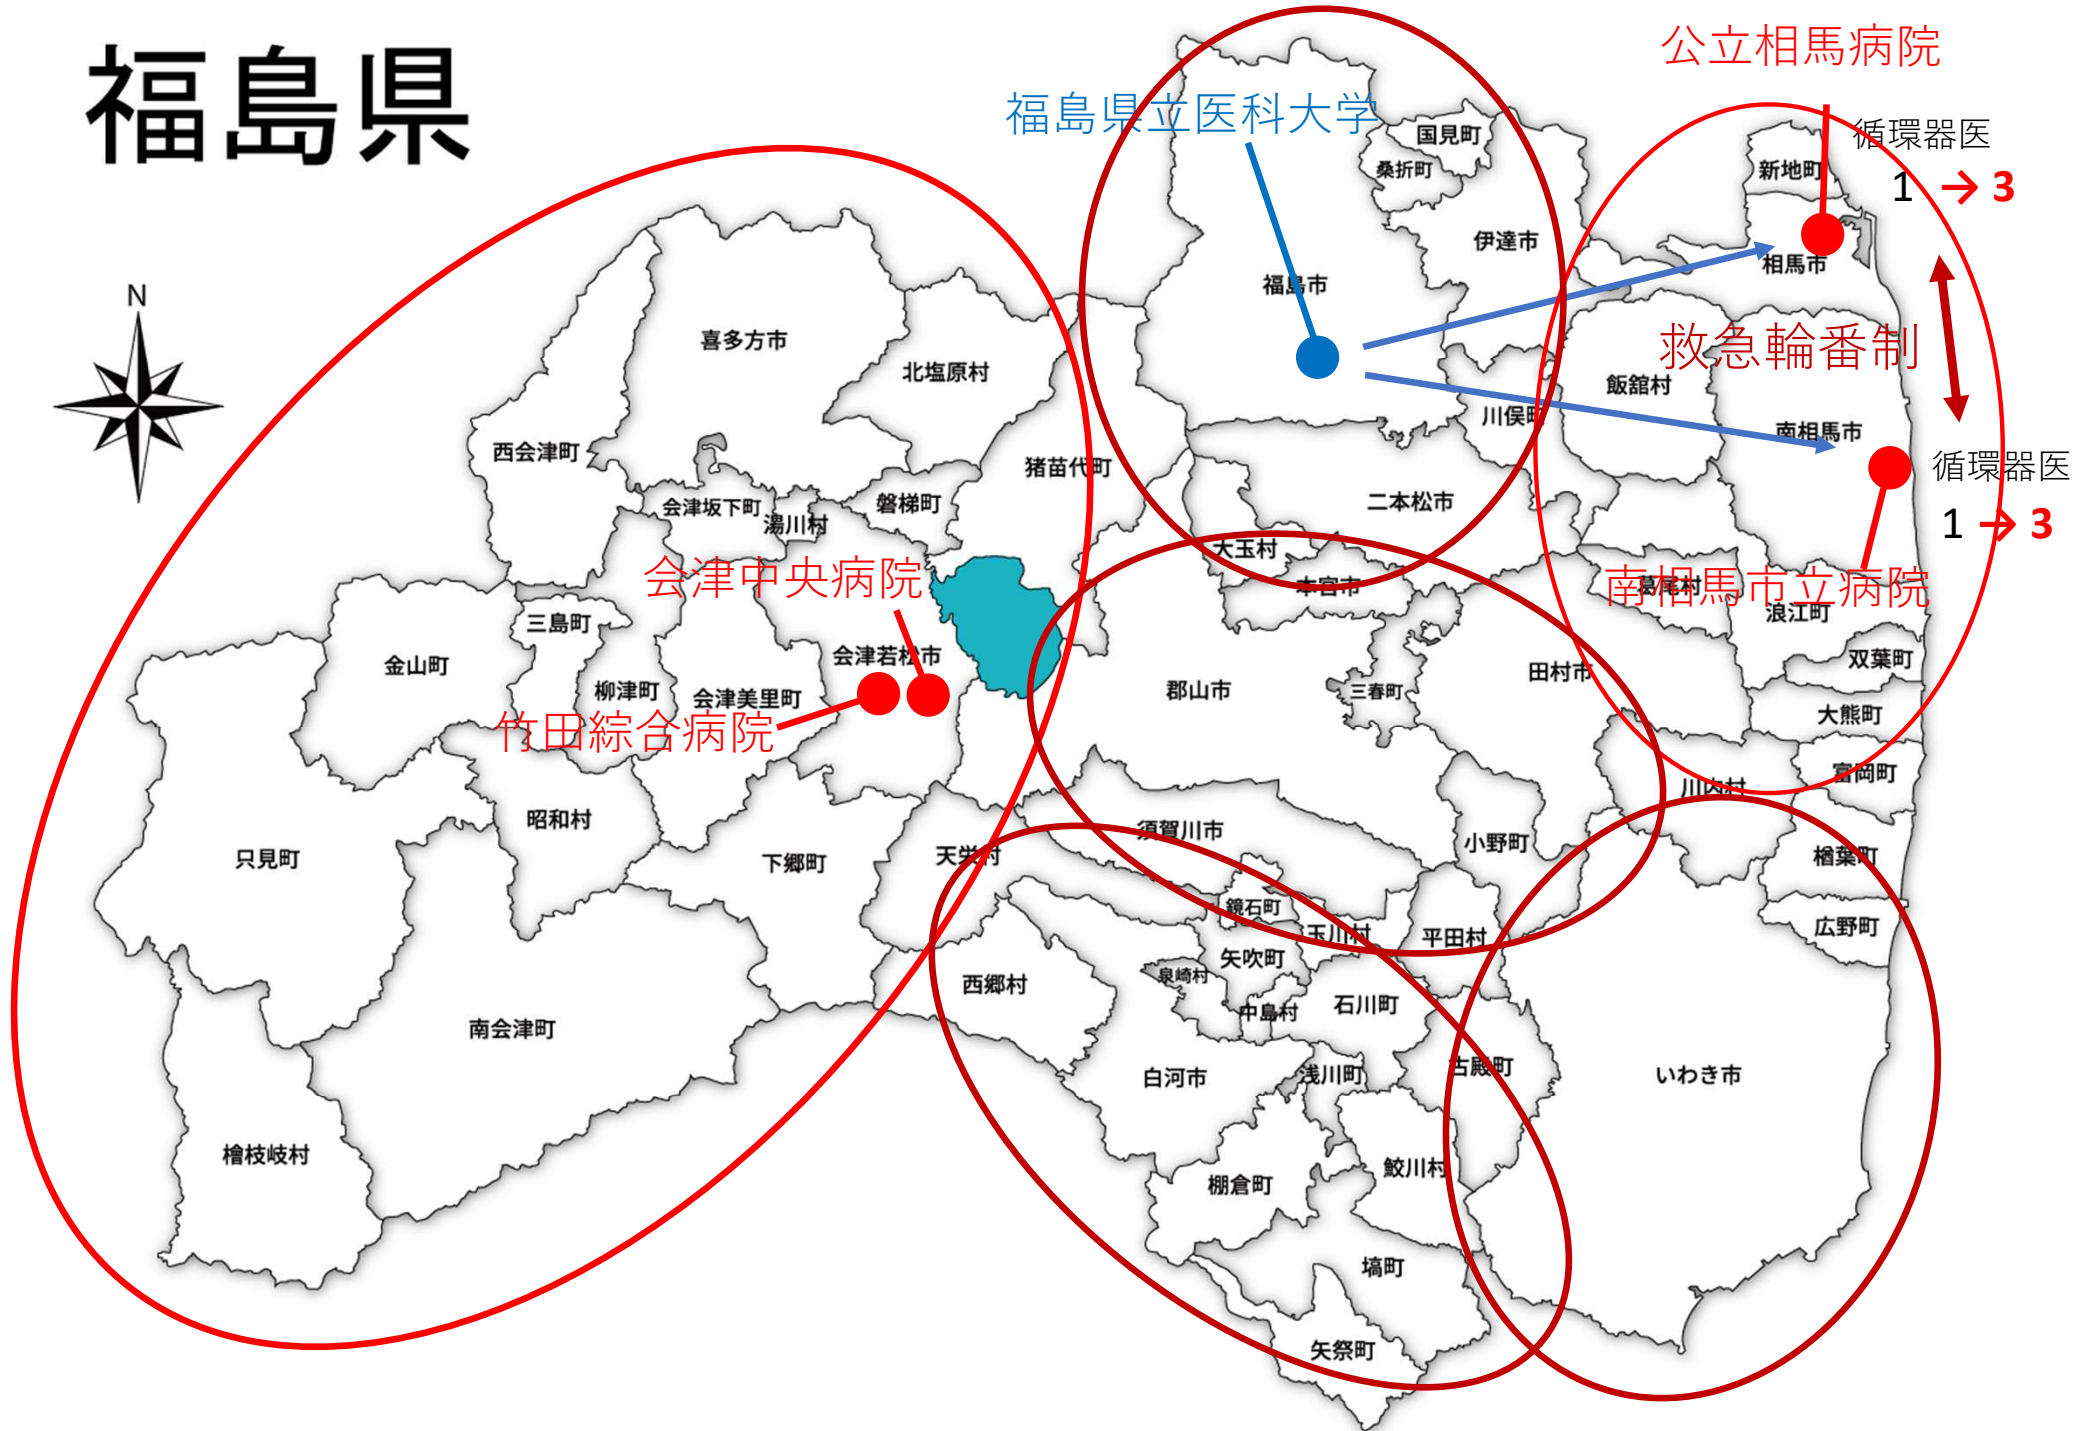 福島県
公立相馬病院
福島県立医科大学
循環器医
1 → 3
国見町
新地町
桑折町
伊達市
相馬市
福島市
N
救急輪番制
喜多方市
北塩原村
飯舘村
川俣町
南相馬市
西会津町
猪苗代町
循環器医
1 → 3
会津坂下町
湯川村
磐梯町
二本松市
大玉村
本宮市
会津中央病院
葛尾村
南相馬市立病院
浪江町
三島町
会津若松市
双葉町
金山町
柳津町
会津美里町
郡山市
三春町
田村市
大熊町
竹田綜合病院
富岡町
川内村
昭和村
須賀川市
小野町
只見町
下郷町
天栄村
楢葉町
鏡石町
玉川村
平田村
広野町
矢吹町
泉崎村
西郷村
中島村
石川町
南会津町
白河市
浅川町
古殿町
いわき市
檜枝岐村
棚倉町
鮫川村
塙町
矢祭町